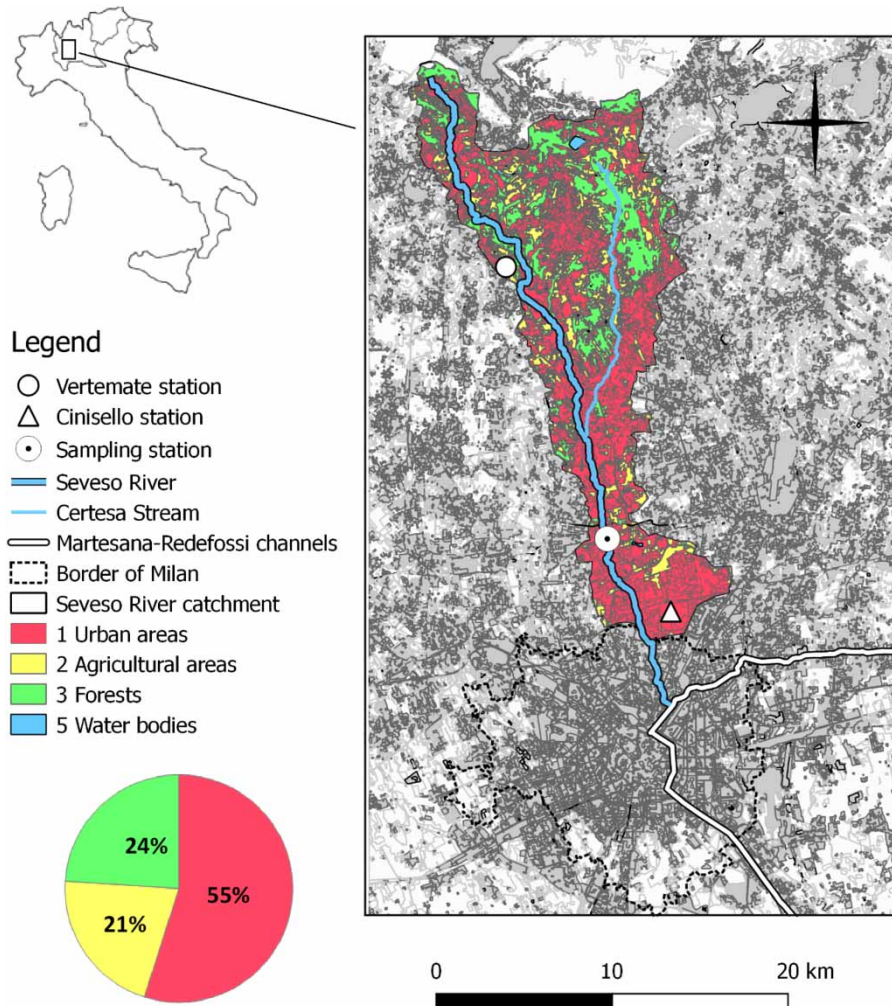 Legend
Vertemate station
Cinisello station
Sampling station
Seveso River
Certesa Stream
Martesana-Redefossi channels
Border of Milan
Seveso River catchment
1 Urban areas
2 Agricultural areas
3 Forests
5 Water bodies
24%
55%
21%
0 10 20 km